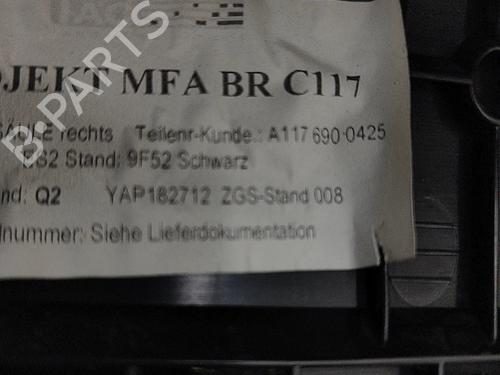 OJEKT MFA BR C117
SÄULE rechts Teilenr-Kunde.: A117 690 0425
Stand: 9F52 Schwarz
nd: Q2 YAP182712 ZGS-Stand 008
lnummer: Siehe Lieferdokumentation
B-PARTS